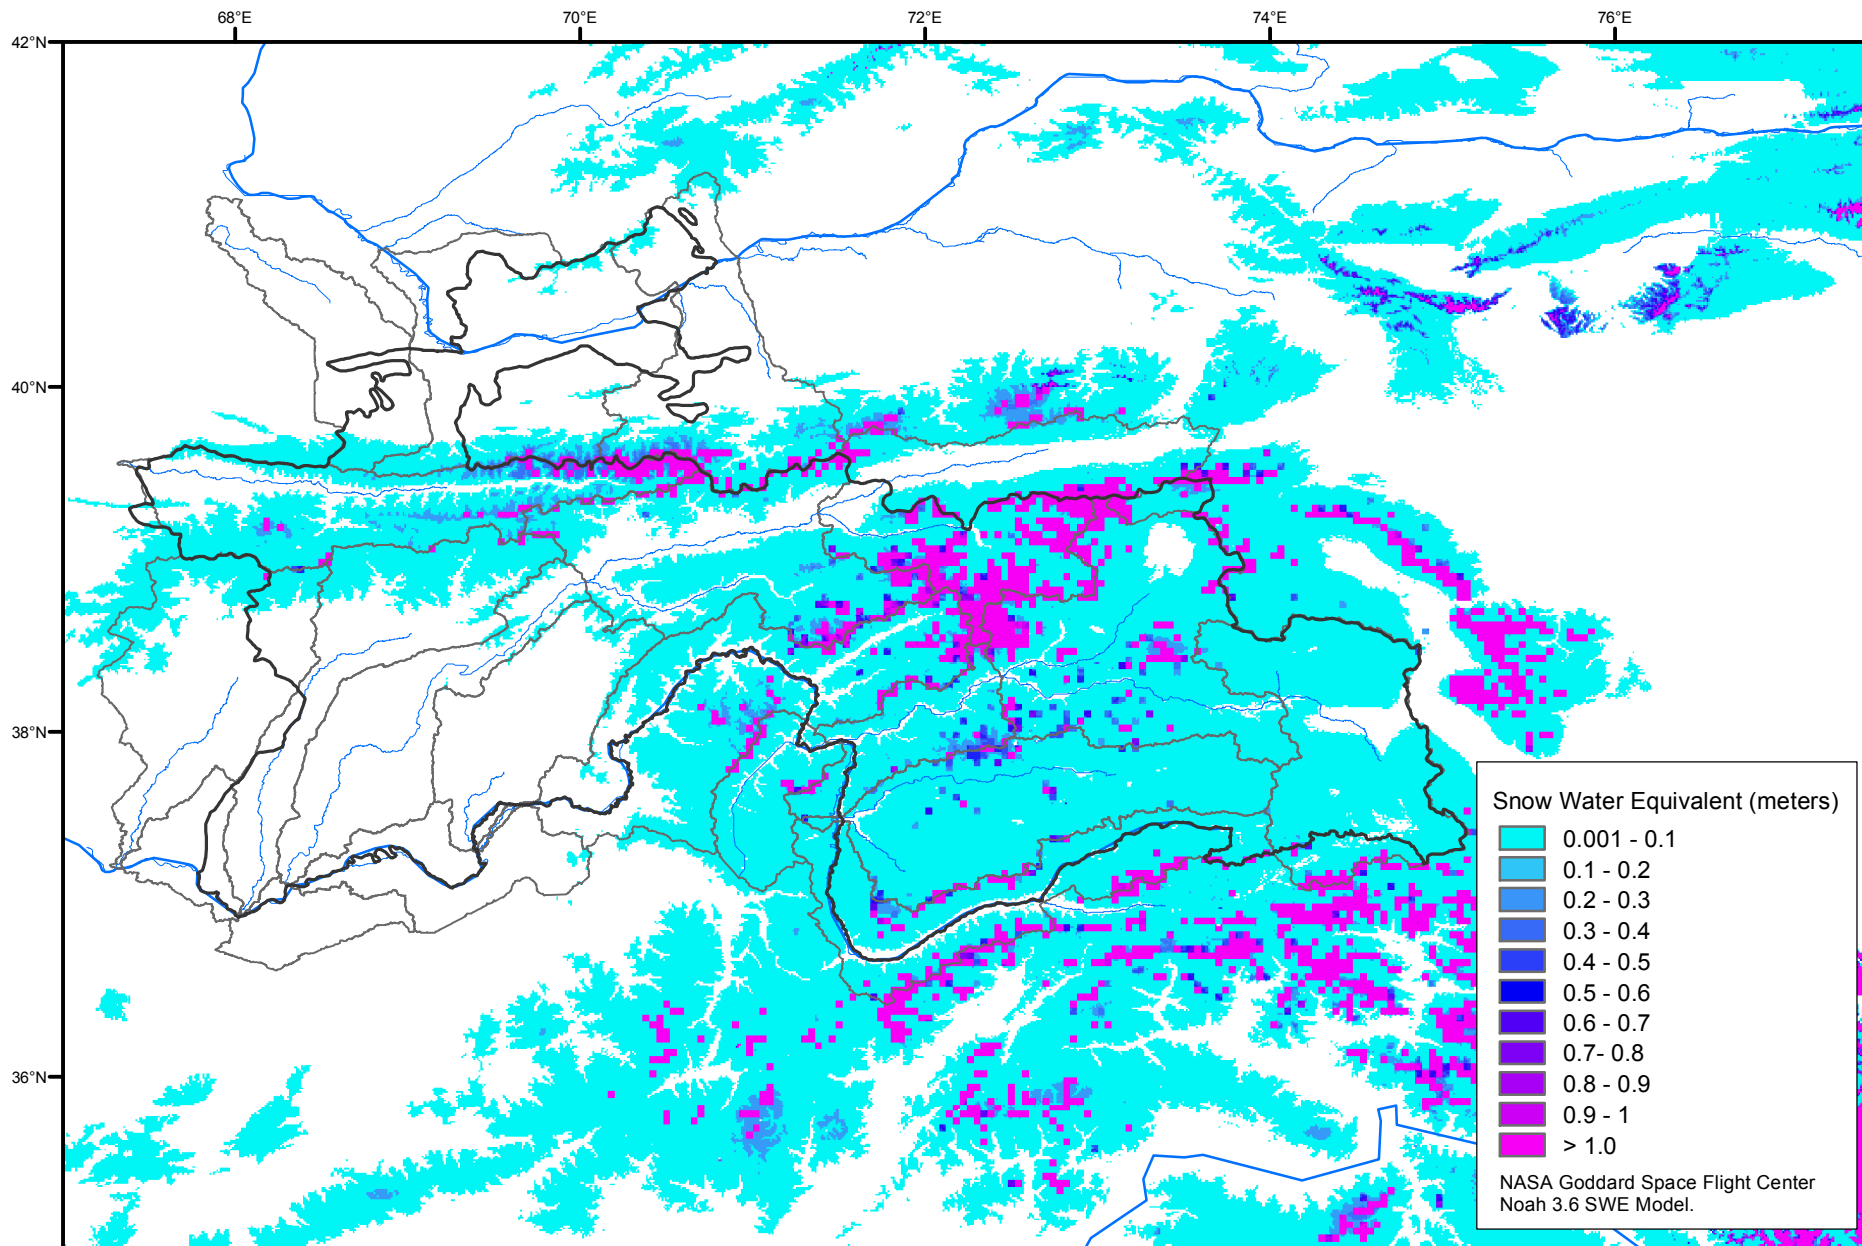 68°E 70°E 72°E 74°E 76°E
42°N
40°N
38°N
36°N
Snow Water Equivalent (meters)
0.001 - 0.1
0.1 - 0.2
0.2 - 0.3
0.3 - 0.4
0.4 - 0.5
0.5 - 0.6
0.6 - 0.7
0.7- 0.8
0.8 - 0.9
0.9 - 1
> 1.0
NASA Goddard Space Flight Center
Noah 3.6 SWE Model.